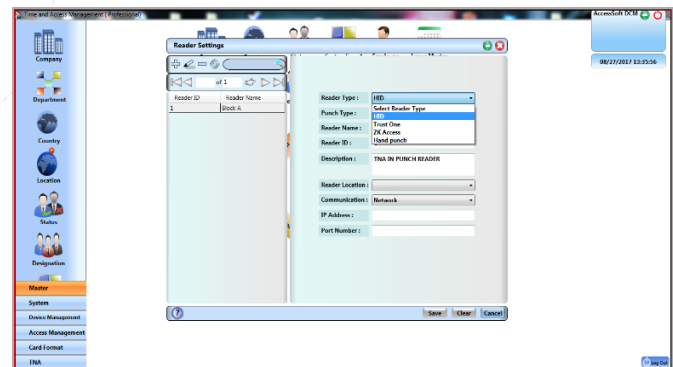 Time and Access Management ( Professional)
AccessSoft DCM
08/27/2017 13:35:56
Company
Department
Country
Location
Status
Designation
Master
System
Device Management
Access Management
Card Format
TNA
Reader Settings
of 1
Reader ID Reader Name
1 Block A
Reader Type : HID
Select Reader Type
HID
Trust One
ZK Access
Hand punch
Punch Type :
Reader Name :
Reader ID :
Description : TNA IN PUNCH READER
Reader Location :
Communication : Network
IP Address :
Port Number :
Save Clear Cancel
Log Out